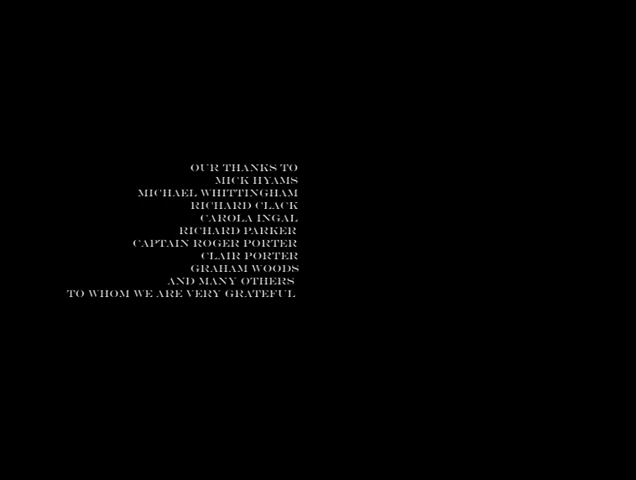 OUR THANKS TO
MICK HYAMS
MICHAEL WHITTINGHAM
RICHARD CLACK
CAROLA INGAL
RICHARD PARKER
CAPTAIN ROGER PORTER
CLAIR PORTER
GRAHAM WOODS
AND MANY OTHERS
TO WHOM WE ARE VERY GRATEFUL